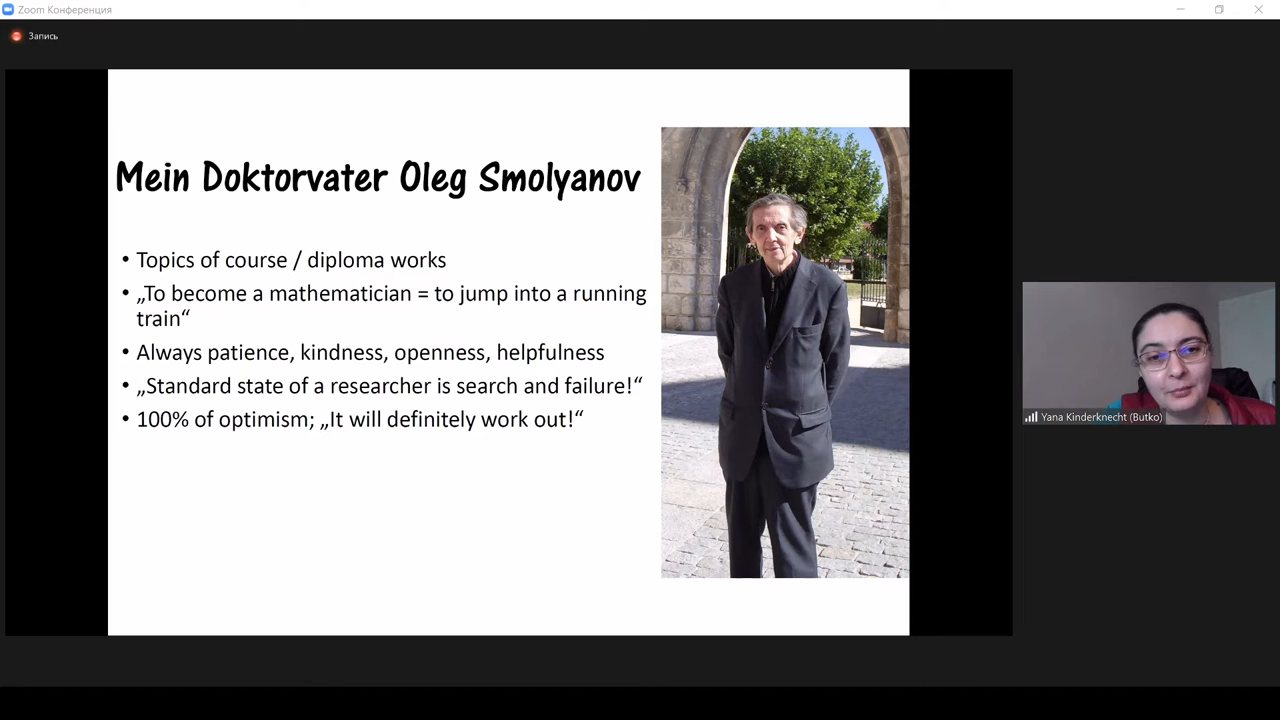 Zoom Конференция
Запись
Mein Doktorvater Oleg Smolyanov
• Topics of course / diploma works
• „To become a mathematician = to jump into a running
train“
• Always patience, kindness, openness, helpfulness
• „Standard state of a researcher is search and failure!“
• 100% of optimism; „It will definitely work out!“
Yana Kinderknecht (Butko)